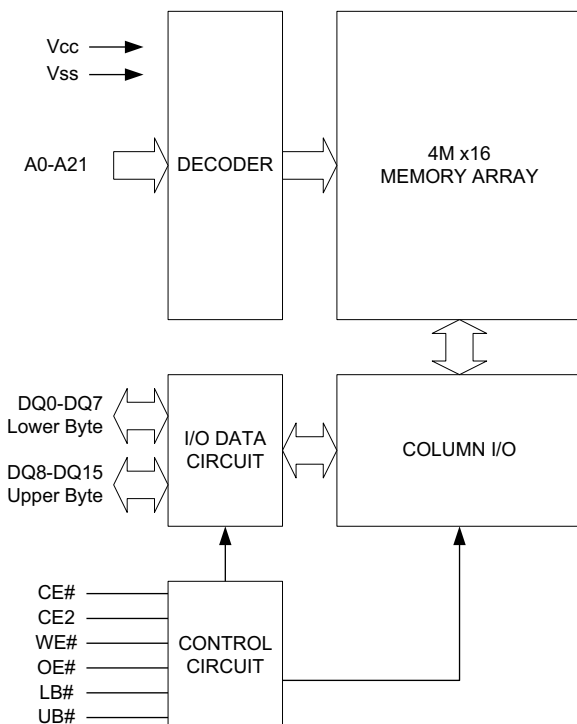 Vcc
Vss
A0-A21
DECODER
4M x16
MEMORY ARRAY
DQ0-DQ7
Lower Byte
DQ8-DQ15
Upper Byte
I/O DATA
CIRCUIT
COLUMN I/O
CE#
CE2
WE#
OE#
LB#
UB#
CONTROL
CIRCUIT